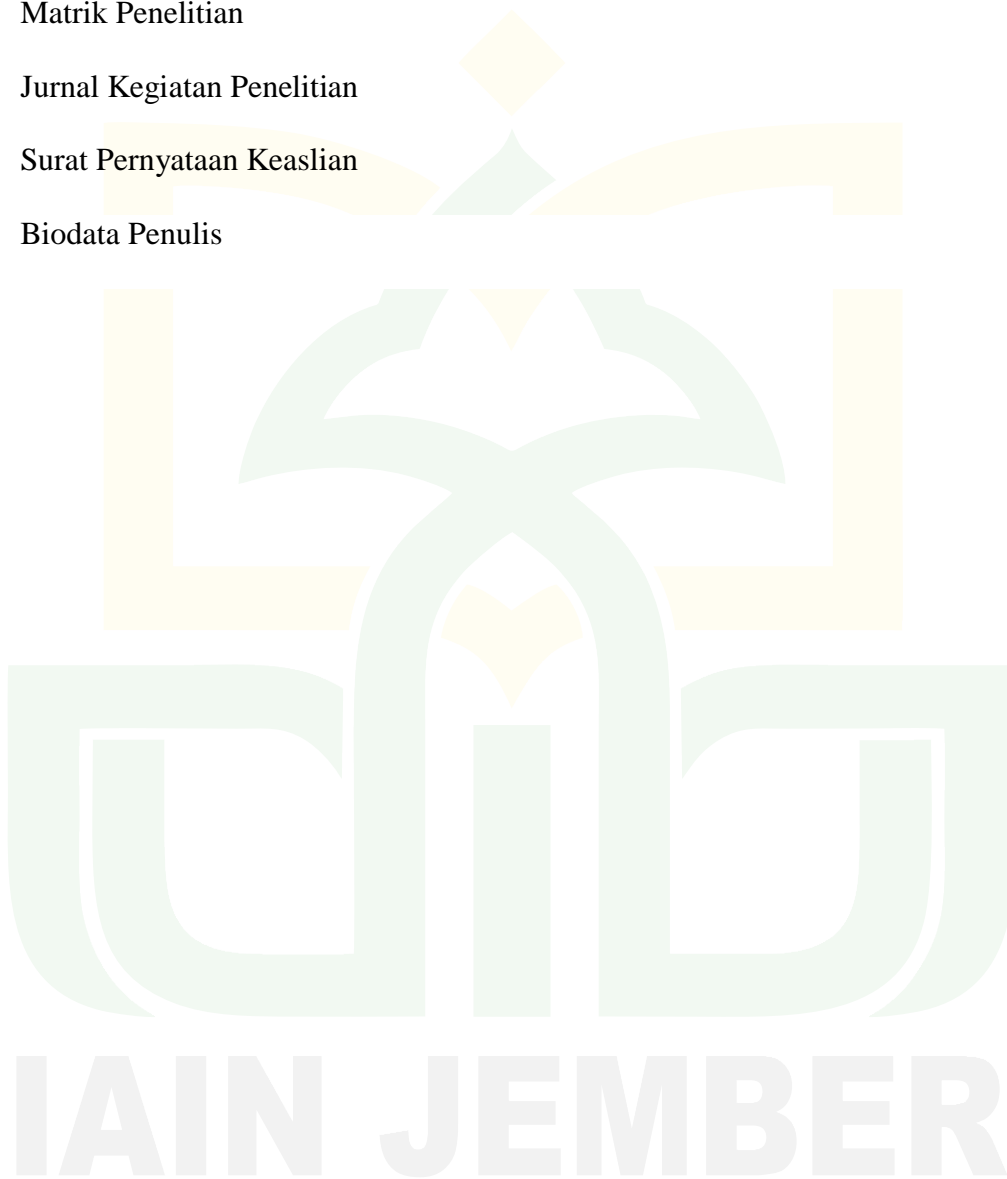 Matrik Penelitian
Jurnal Kegiatan Penelitian
Surat Pernyataan Keaslian
Biodata Penulis
IAIN JEMBER